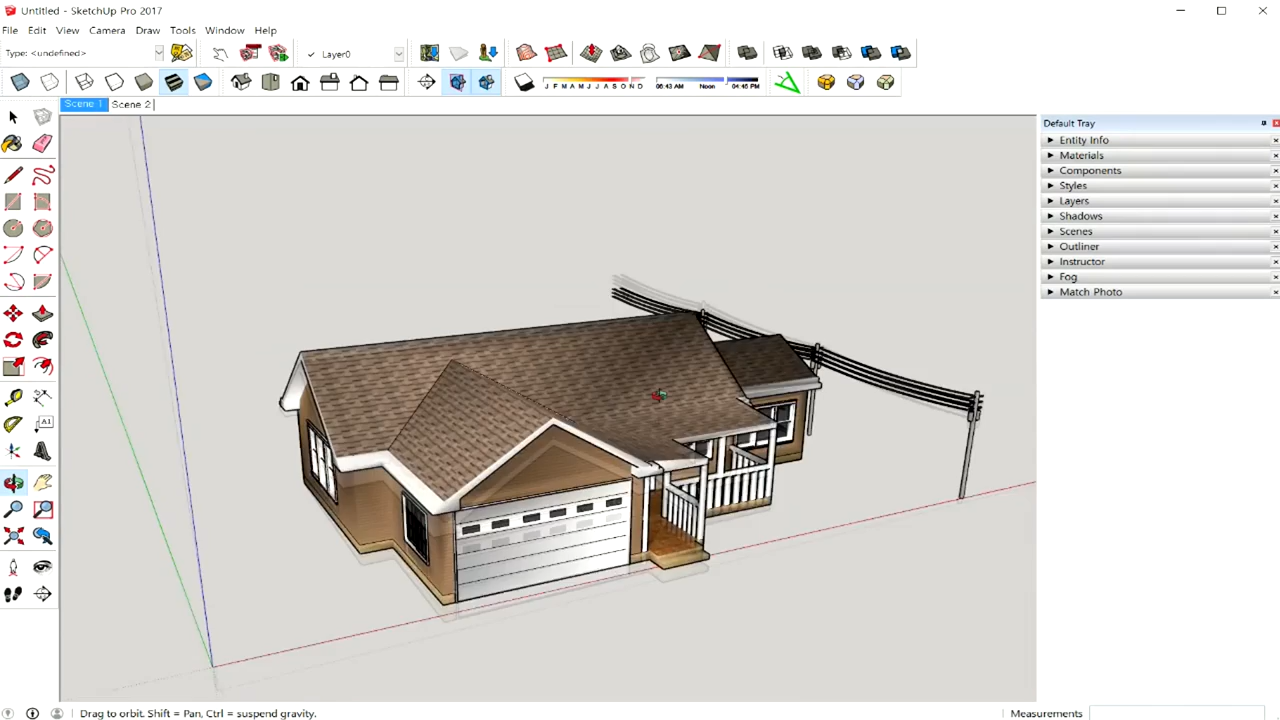 Untitled - SketchUp Pro 2017
File Edit View Camera Draw Tools Window Help
Type: <undefined>
Layer0
J F M A M J J A S O N D 06:43 AM Noon 04:45 PM
Scene 1 Scene 2
Default Tray
Entity Info
Materials
Components
Styles
Layers
Shadows
Scenes
Outliner
Instructor
Fog
Match Photo
A1
Drag to orbit. Shift = Pan, Ctrl = suspend gravity.
Measurements